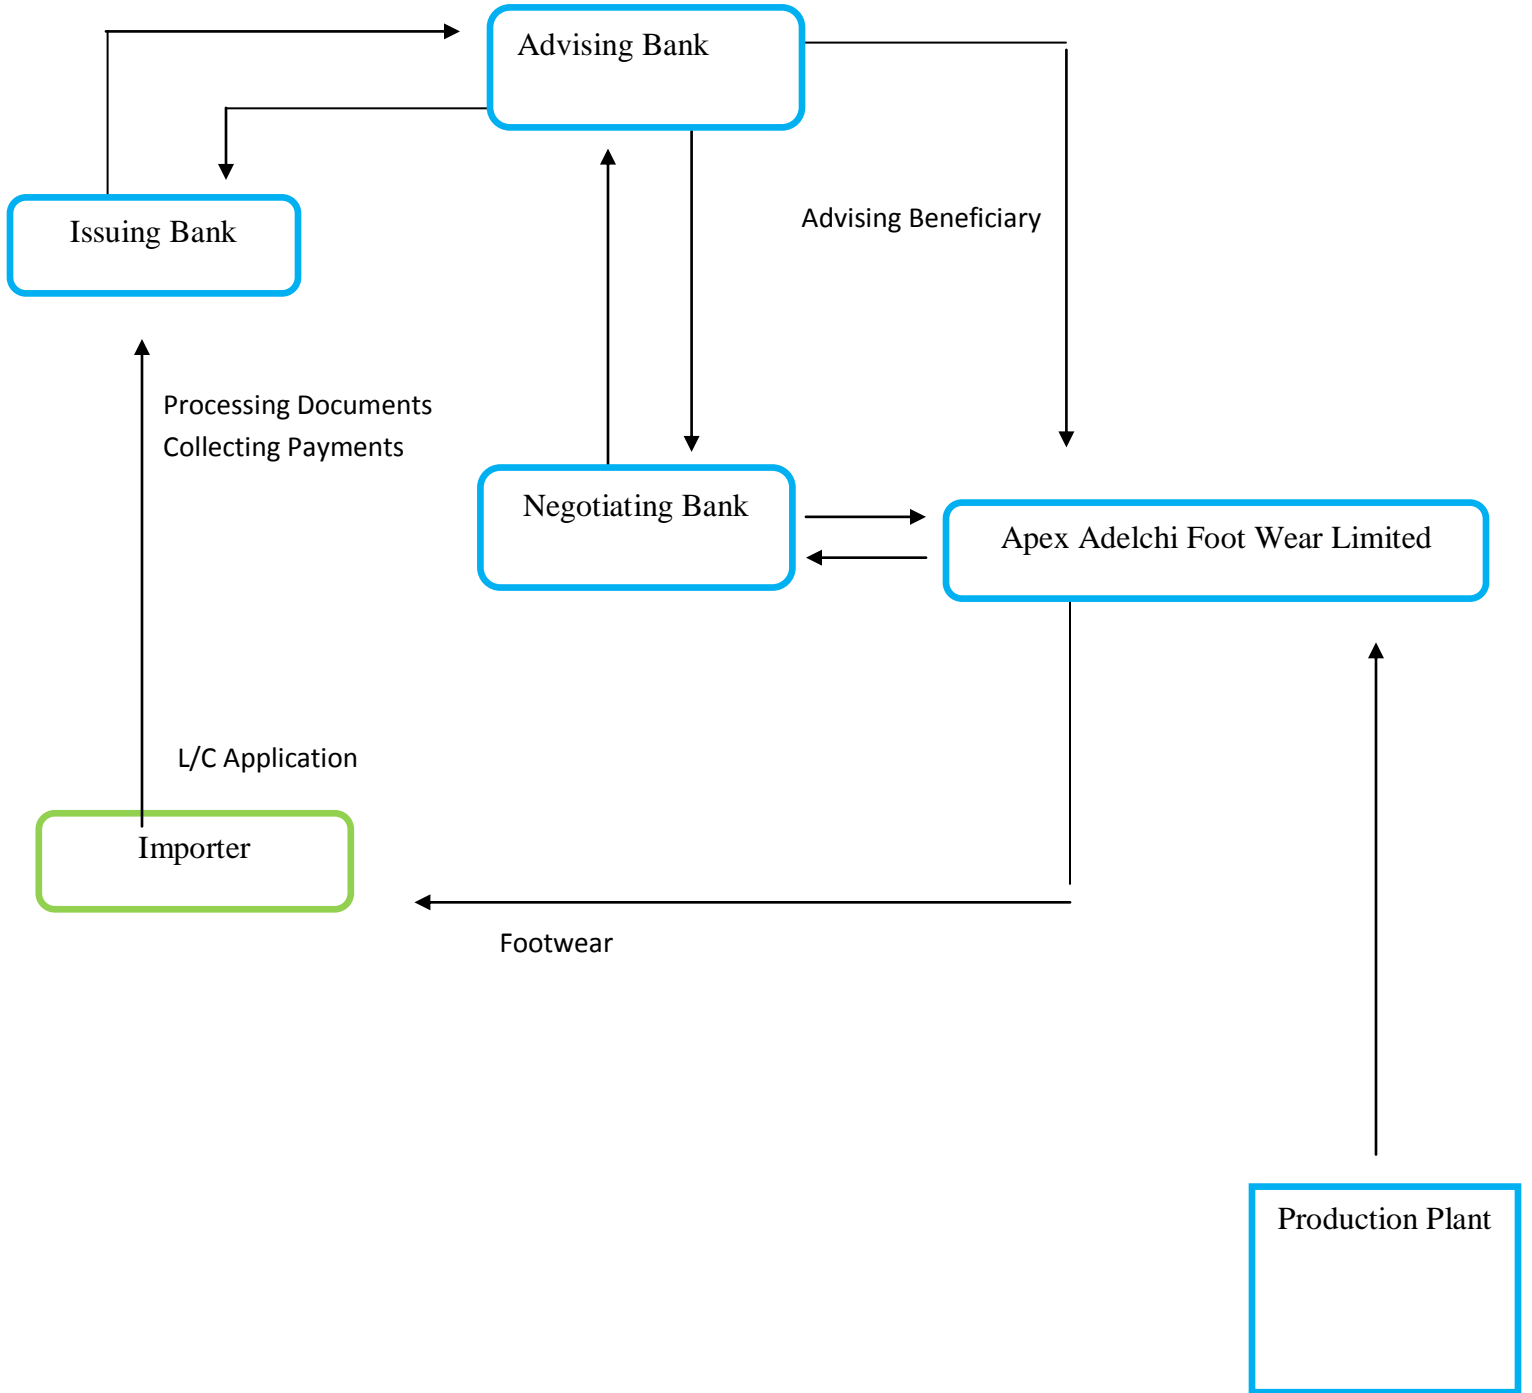 Advising Bank
Issuing Bank
Advising Beneficiary
Processing Documents
Collecting Payments
Negotiating Bank
Apex Adelchi Foot Wear Limited
L/C Application
Importer
Footwear
Production Plant